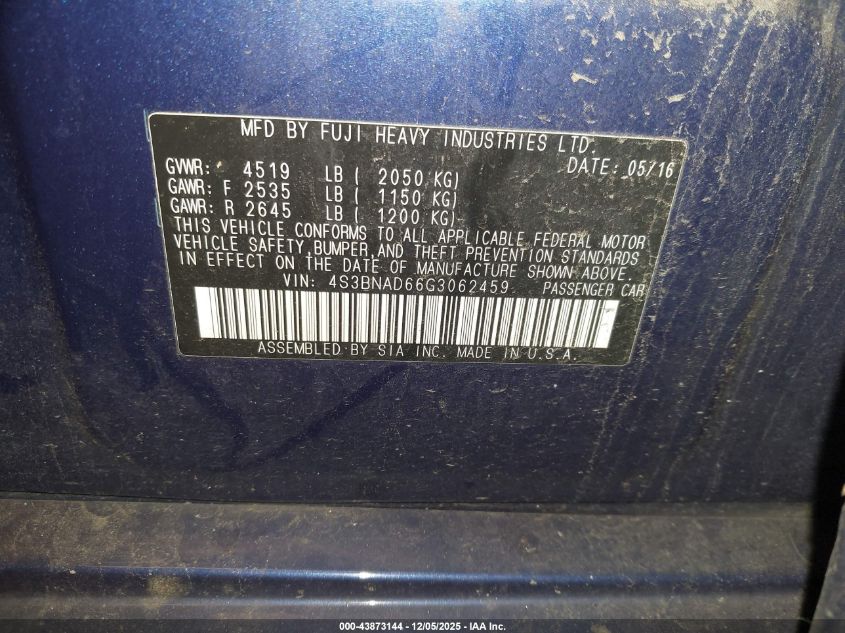 MFD BY FUJI HEAVY INDUSTRIES LTD.
GVWR: 4519 LB ( 2050 KG) DATE: 05/16
GAWR: F 2535 LB ( 1150 KG)
GAWR: R 2645 LB ( 1200 KG)
THIS VEHICLE CONFORMS TO ALL APPLICABLE FEDERAL MOTOR
VEHICLE SAFETY, BUMPER, AND THEFT PREVENTION STANDARDS
IN EFFECT ON THE DATE OF MANUFACTURE SHOWN ABOVE.
VIN: 4S3BNAD66G3062459 PASSENGER CAR
ASSEMBLED BY SIA INC. MADE IN U.S.A.
000-43873144 - 12/05/2025 - IAA Inc.